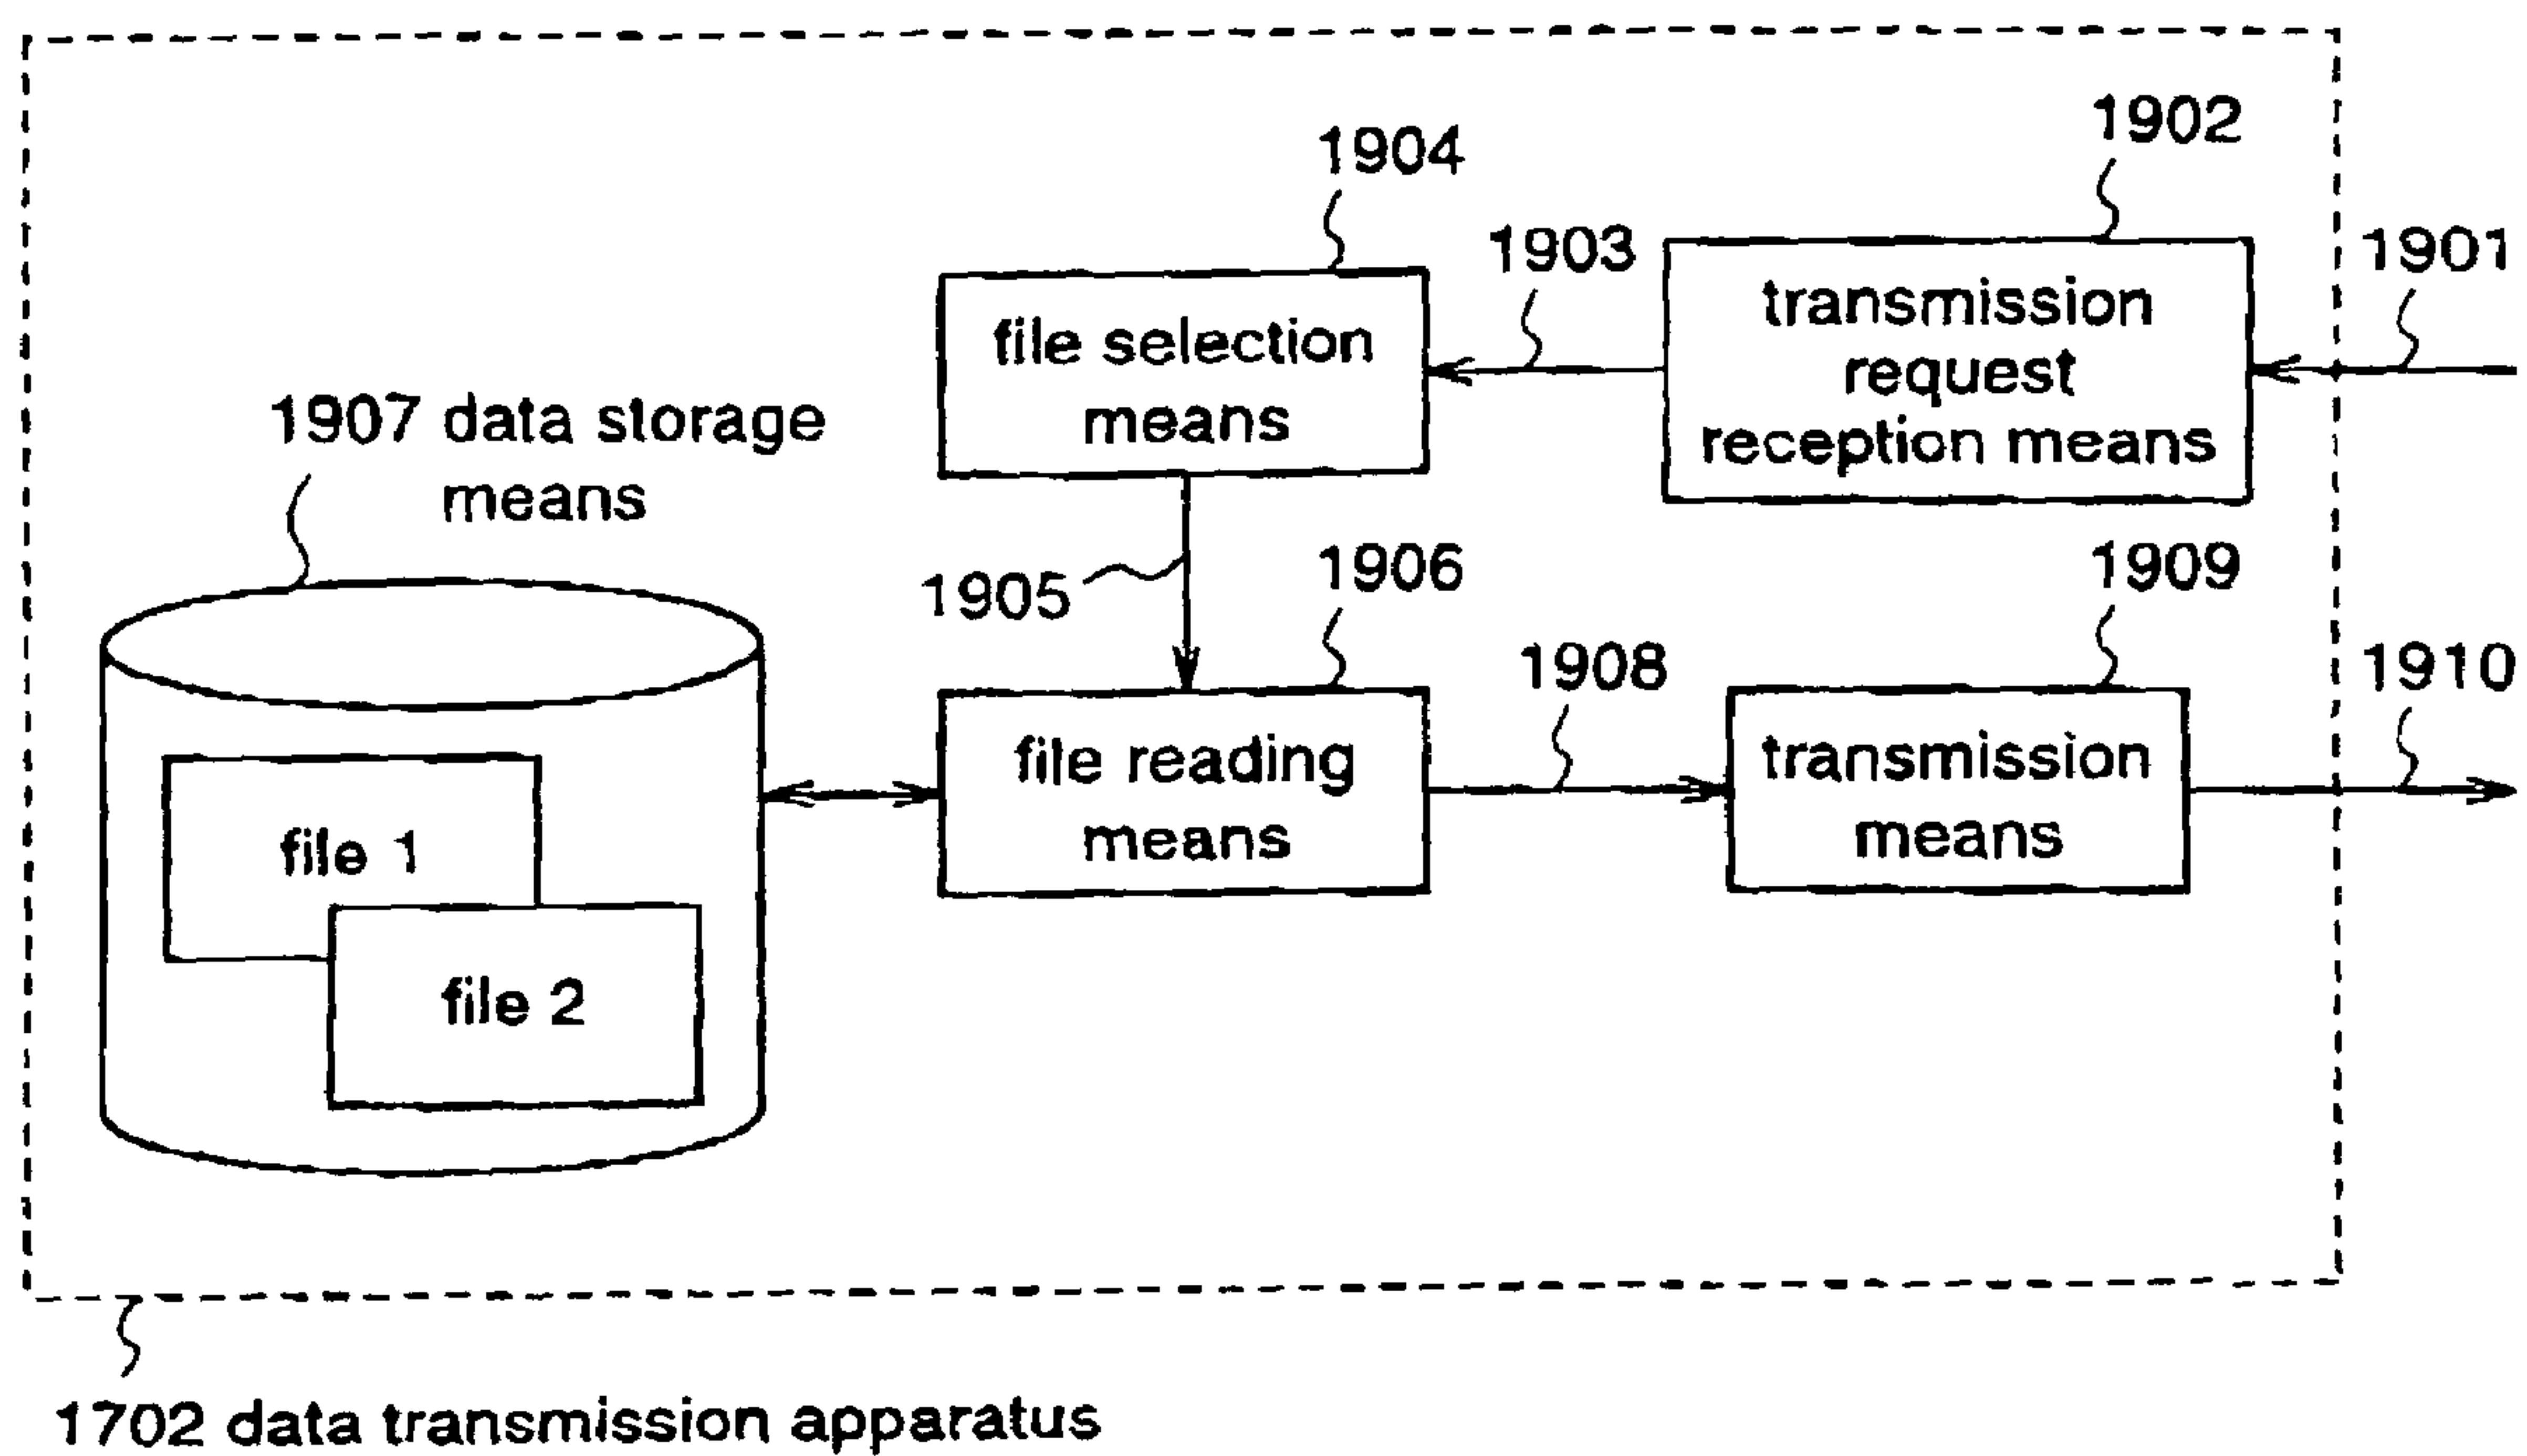 1902
1904
1903
1901
transmission
request
reception means
file selection
means
1907 data storage
means
1905
1906
1909
1908
1910
file reading
means
transmission
means
file 1
file 2
1702 data transmission apparatus